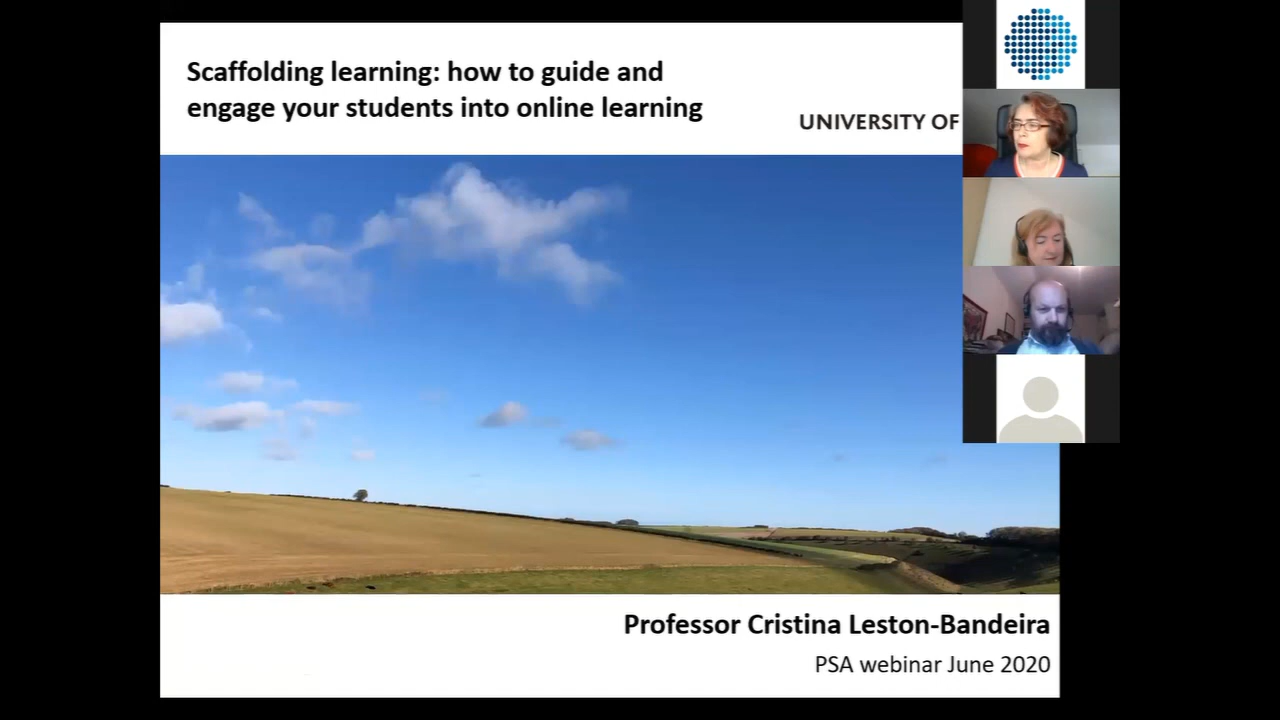 Scaffolding learning: how to guide and
engage your students into online learning
UNIVERSITY OF
Professor Cristina Leston-Bandeira
PSA webinar June 2020